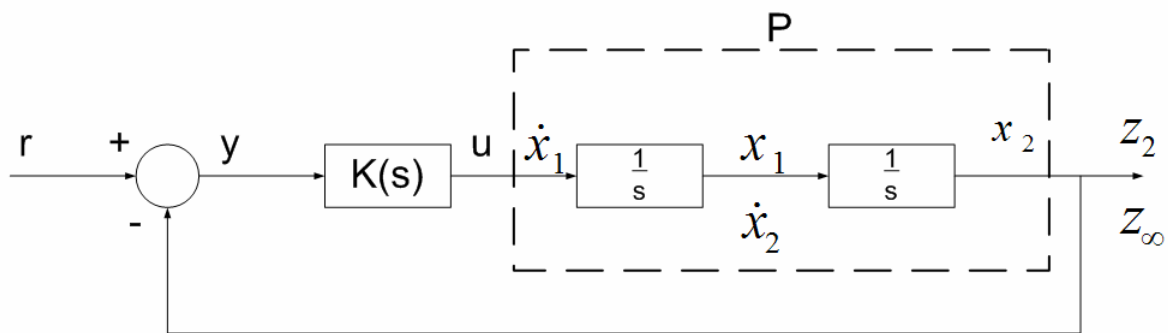 P
r
+
y
K(s)
u
ẋ₁
1
s
x₁
ẋ₂
1
s
x₂
z₂
z∞
-